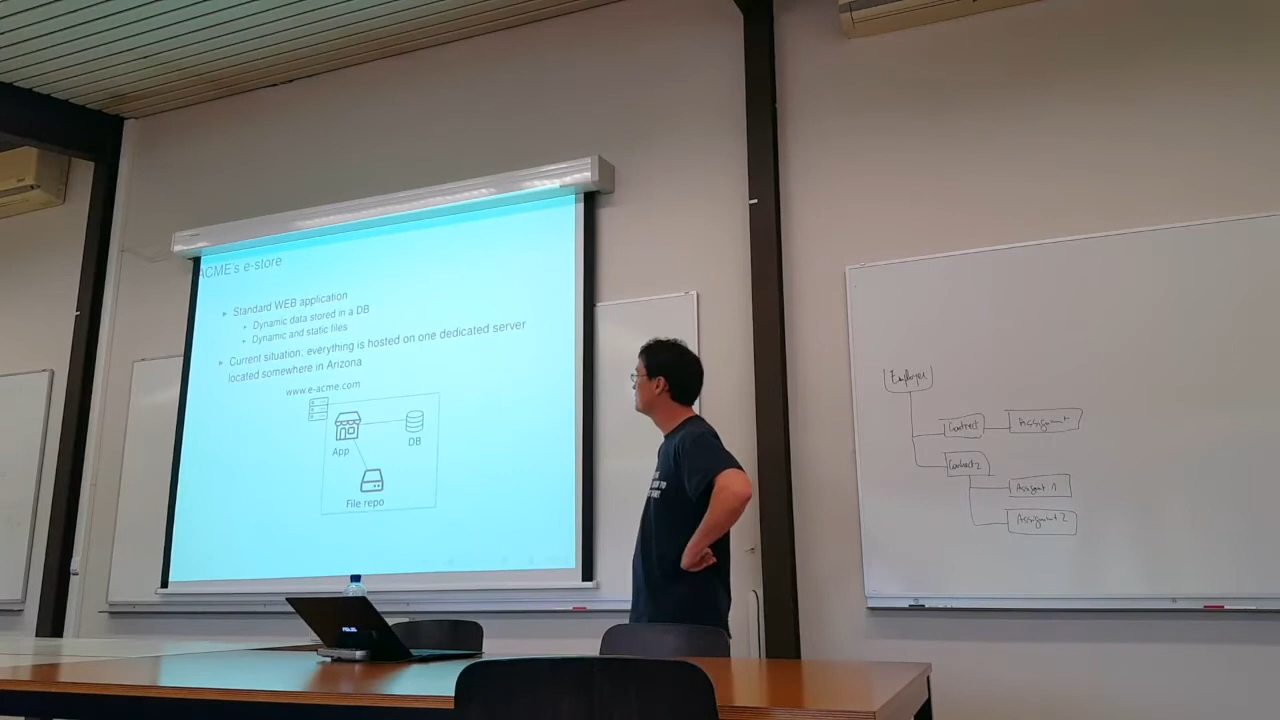 ACME's e-store
Standard WEB application
Dynamic data stored in a DB
Dynamic and static files
Current situation: everything is hosted on one dedicated server
located somewhere in Arizona
www.e-acme.com
App
DB
File repo
ASUS
Employee
Contract
Assignment
Contract 2
Assignt 1
Assignment 2